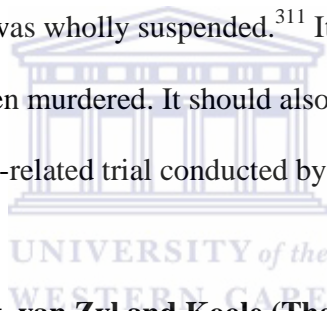 was wholly suspended.311 It
en murdered. It should also
-related trial conducted by
UNIVERSITY of the
van Zyl and Koole (The
WESTERN CAPE